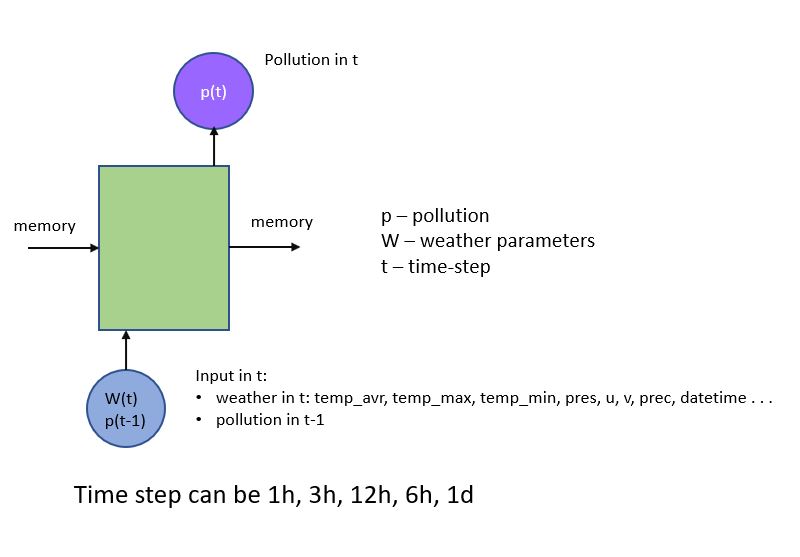 Pollution in t
p(t)
memory
memory
p – pollution
W – weather parameters
t – time-step
W(t)
p(t-1)
Input in t:
• weather in t: temp_avr, temp_max, temp_min, pres, u, v, prec, datetime . . .
• pollution in t-1
Time step can be 1h, 3h, 12h, 6h, 1d